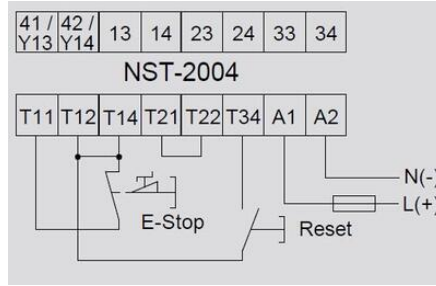 41 / 42 / 13 14 23 24 33 34
Y13 Y14
NST-2004
T11 T12 T14 T21 T22 T34 A1 A2
N(-)
L(+)
E-Stop Reset